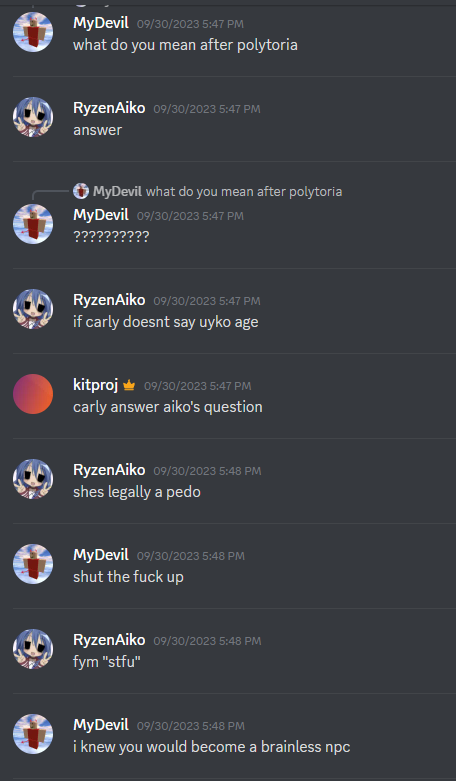 MyDevil 09/30/2023 5:47 PM
what do you mean after polytoria
RyzenAiko 09/30/2023 5:47 PM
answer
MyDevil what do you mean after polytoria
MyDevil 09/30/2023 5:47 PM
??????????
RyzenAiko 09/30/2023 5:47 PM
if carly doesnt say uyko age
kitproj 09/30/2023 5:47 PM
carly answer aiko's question
RyzenAiko 09/30/2023 5:48 PM
shes legally a pedo
MyDevil 09/30/2023 5:48 PM
shut the fuck up
RyzenAiko 09/30/2023 5:48 PM
fym "stfu"
MyDevil 09/30/2023 5:48 PM
i knew you would become a brainless npc